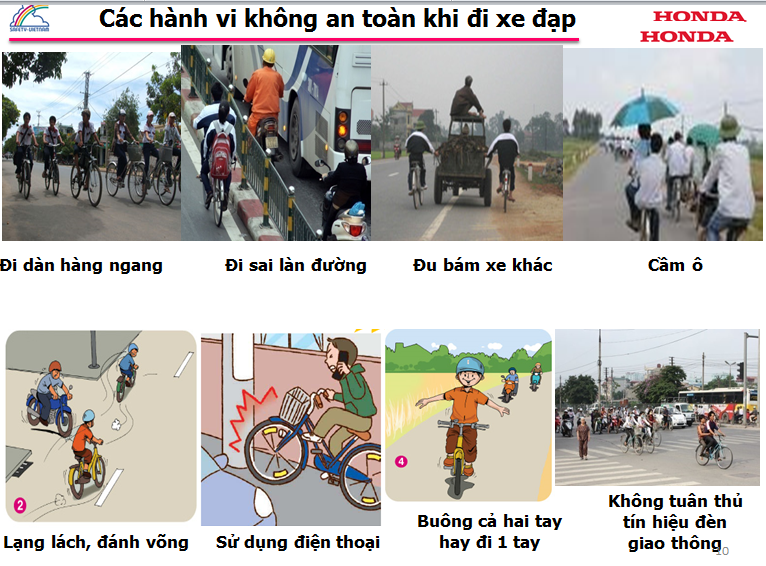 SAFETY-VIETNAM
Các hành vi không an toàn khi đi xe đạp
HONDA
HONDA
Đi dàn hàng ngang
Đi sai làn đường
Đu bám xe khác
Cầm ô
2
4
Lạng lách, đánh võng
Sử dụng điện thoại
Buông cả hai tay
hay đi 1 tay
Không tuân thủ
tín hiệu đèn
giao thông
10